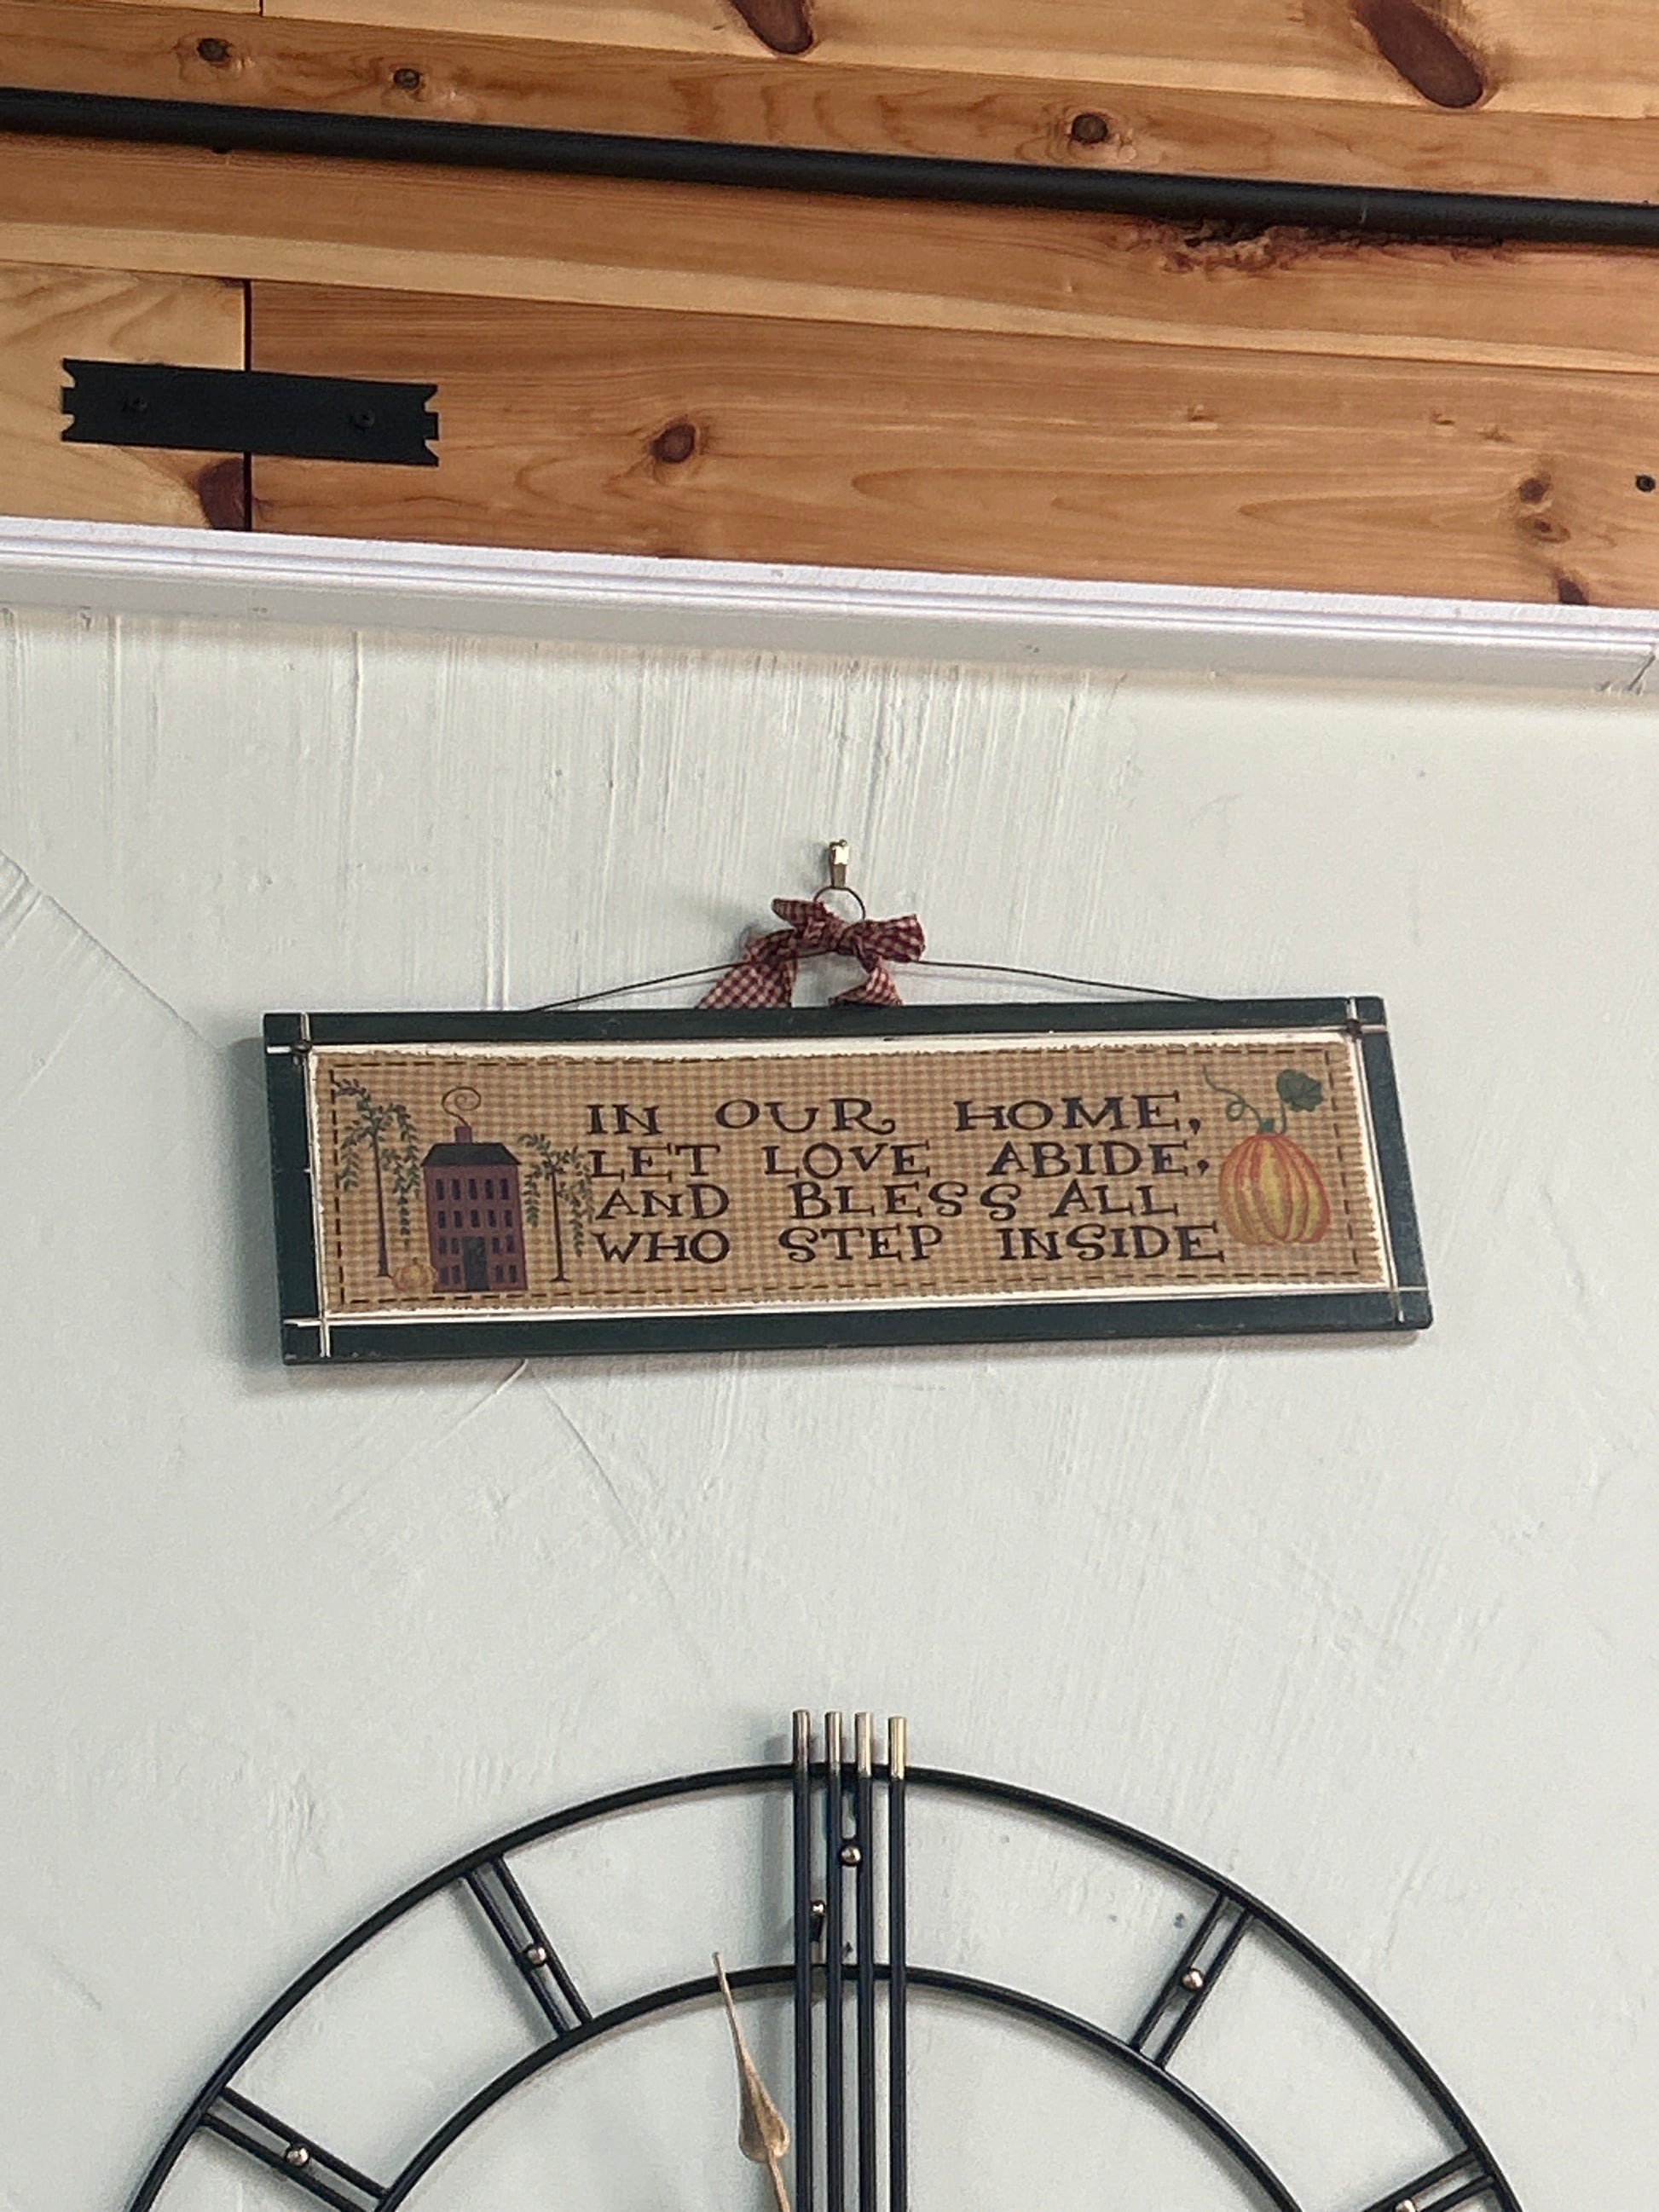 IN OUR HOME,
LET LOVE ABIDE,
AND BLESS ALL
WHO STEP INSIDE